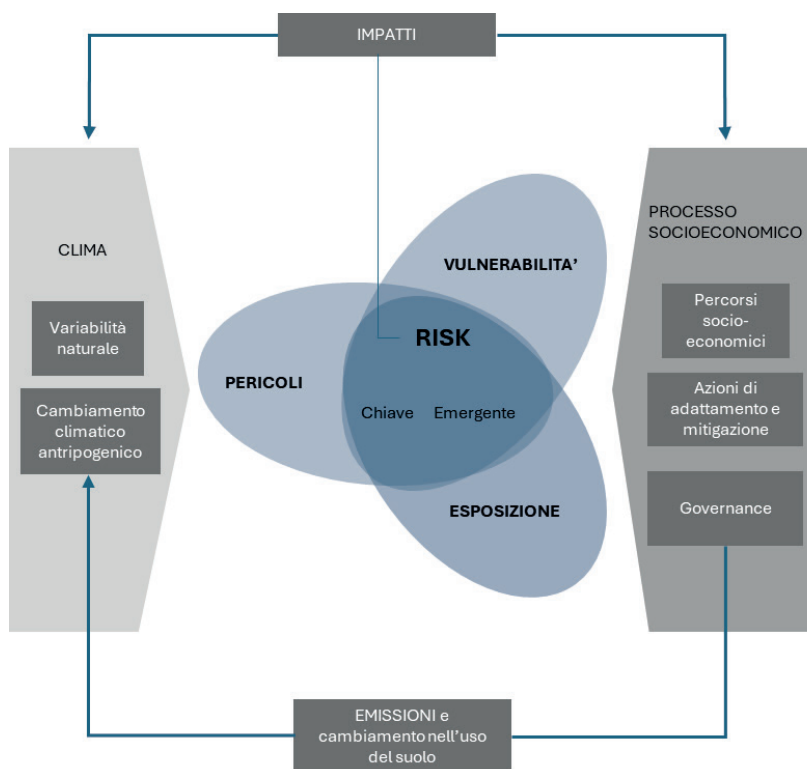 IMPATTI
CLIMA
Variabilità
naturale
Cambiamento
climatico
antripogenico
VULNERABILITA’
PERICOLI
RISK
Chiave Emergente
ESPOSIZIONE
PROCESSO
SOCIOECONOMICO
Percorsi
socio-
economici
Azioni di
adattamento e
mitigazione
Governance
EMISSIONI e
cambiamento nell’uso
del suolo